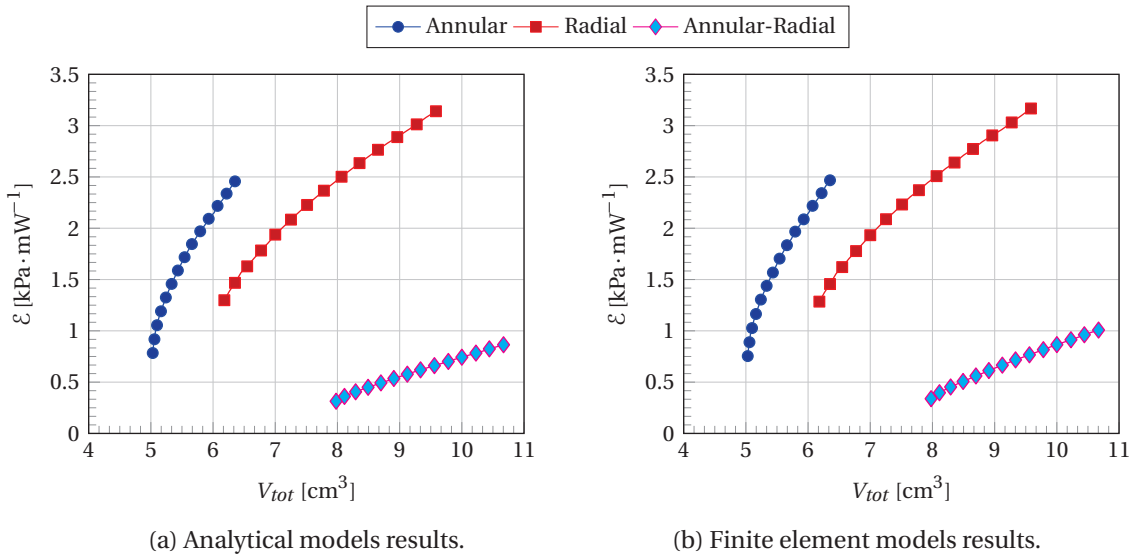 Annular Radial Annular-Radial
3.5 3.5
3 3
2.5 2.5
2 2
1.5 1.5
1 1
0.5 0.5
0 0
ℰ [kPa·mW⁻¹] ℰ [kPa·mW⁻¹]
4 5 6 7 8 9 10 11 4 5 6 7 8 9 10 11
V_tot [cm³] V_tot [cm³]
(a) Analytical models results. (b) Finite element models results.